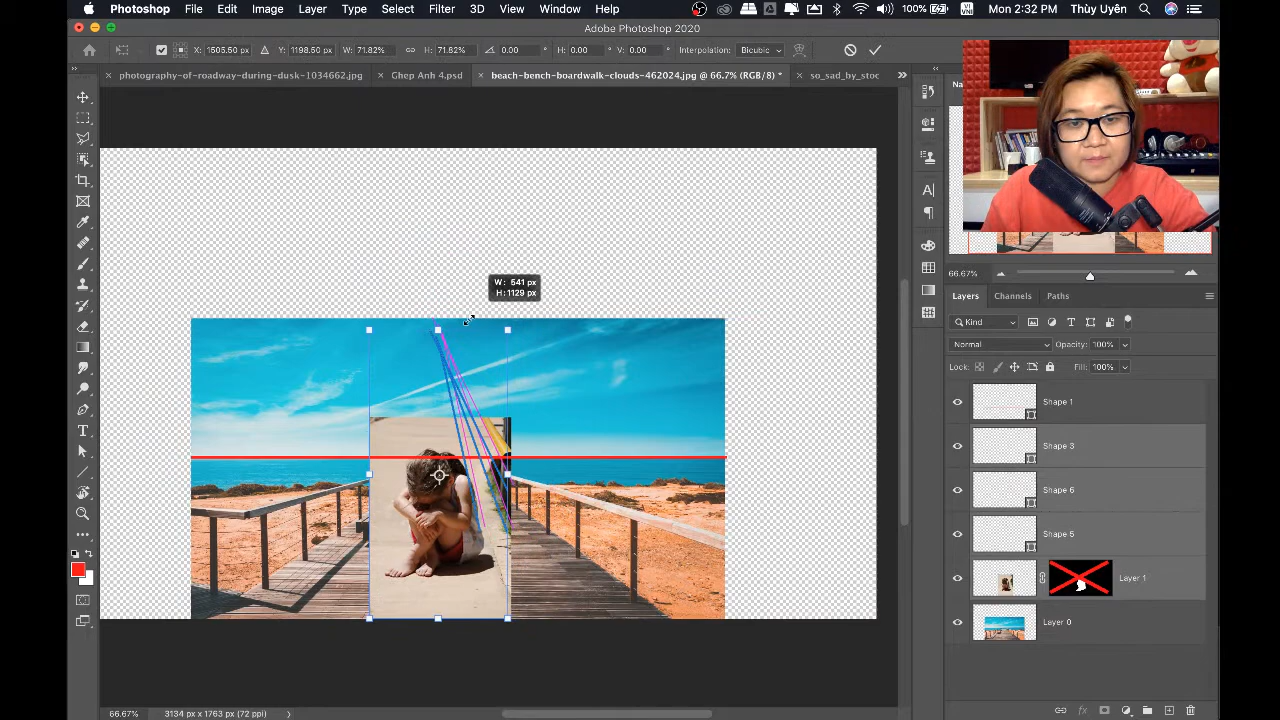 Photoshop File Edit Image Layer Type Select Filter 3D View Window Help 100% VI VNI Mon 2:32 PM Thùy Uyên
Adobe Photoshop 2020
X: 1505.50 px Y: 1198.50 px W: 71.82% H: 71.82% 0.00 ° H: 0.00 ° V: 0.00 ° Interpolation: Bicubic
photography-of-roadway-during-dusk-1034662.jpg Ghep Anh 4.psd beach-bench-boardwalk-clouds-462024.jpg @ 66.7% (RGB/8) * so_sad_by_stoc
Na
66.67%
W: 541 px
H: 1129 px
Layers Channels Paths
Kind
Normal Opacity: 100%
Lock: Fill: 100%
Shape 1
Shape 3
Shape 6
Shape 5
Layer 1
Layer 0
66.67% 3134 px x 1763 px (72 ppi)